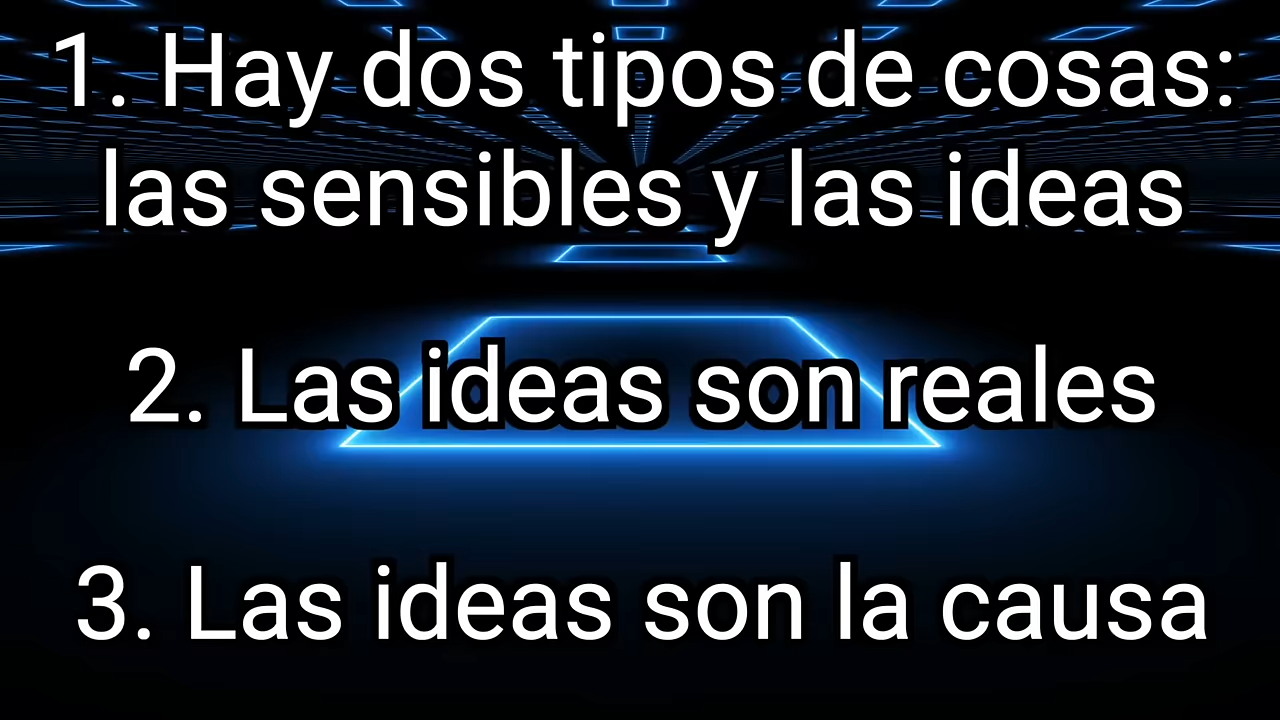 1. Hay dos tipos de cosas:
las sensibles y las ideas
2. Las ideas son reales
3. Las ideas son la causa